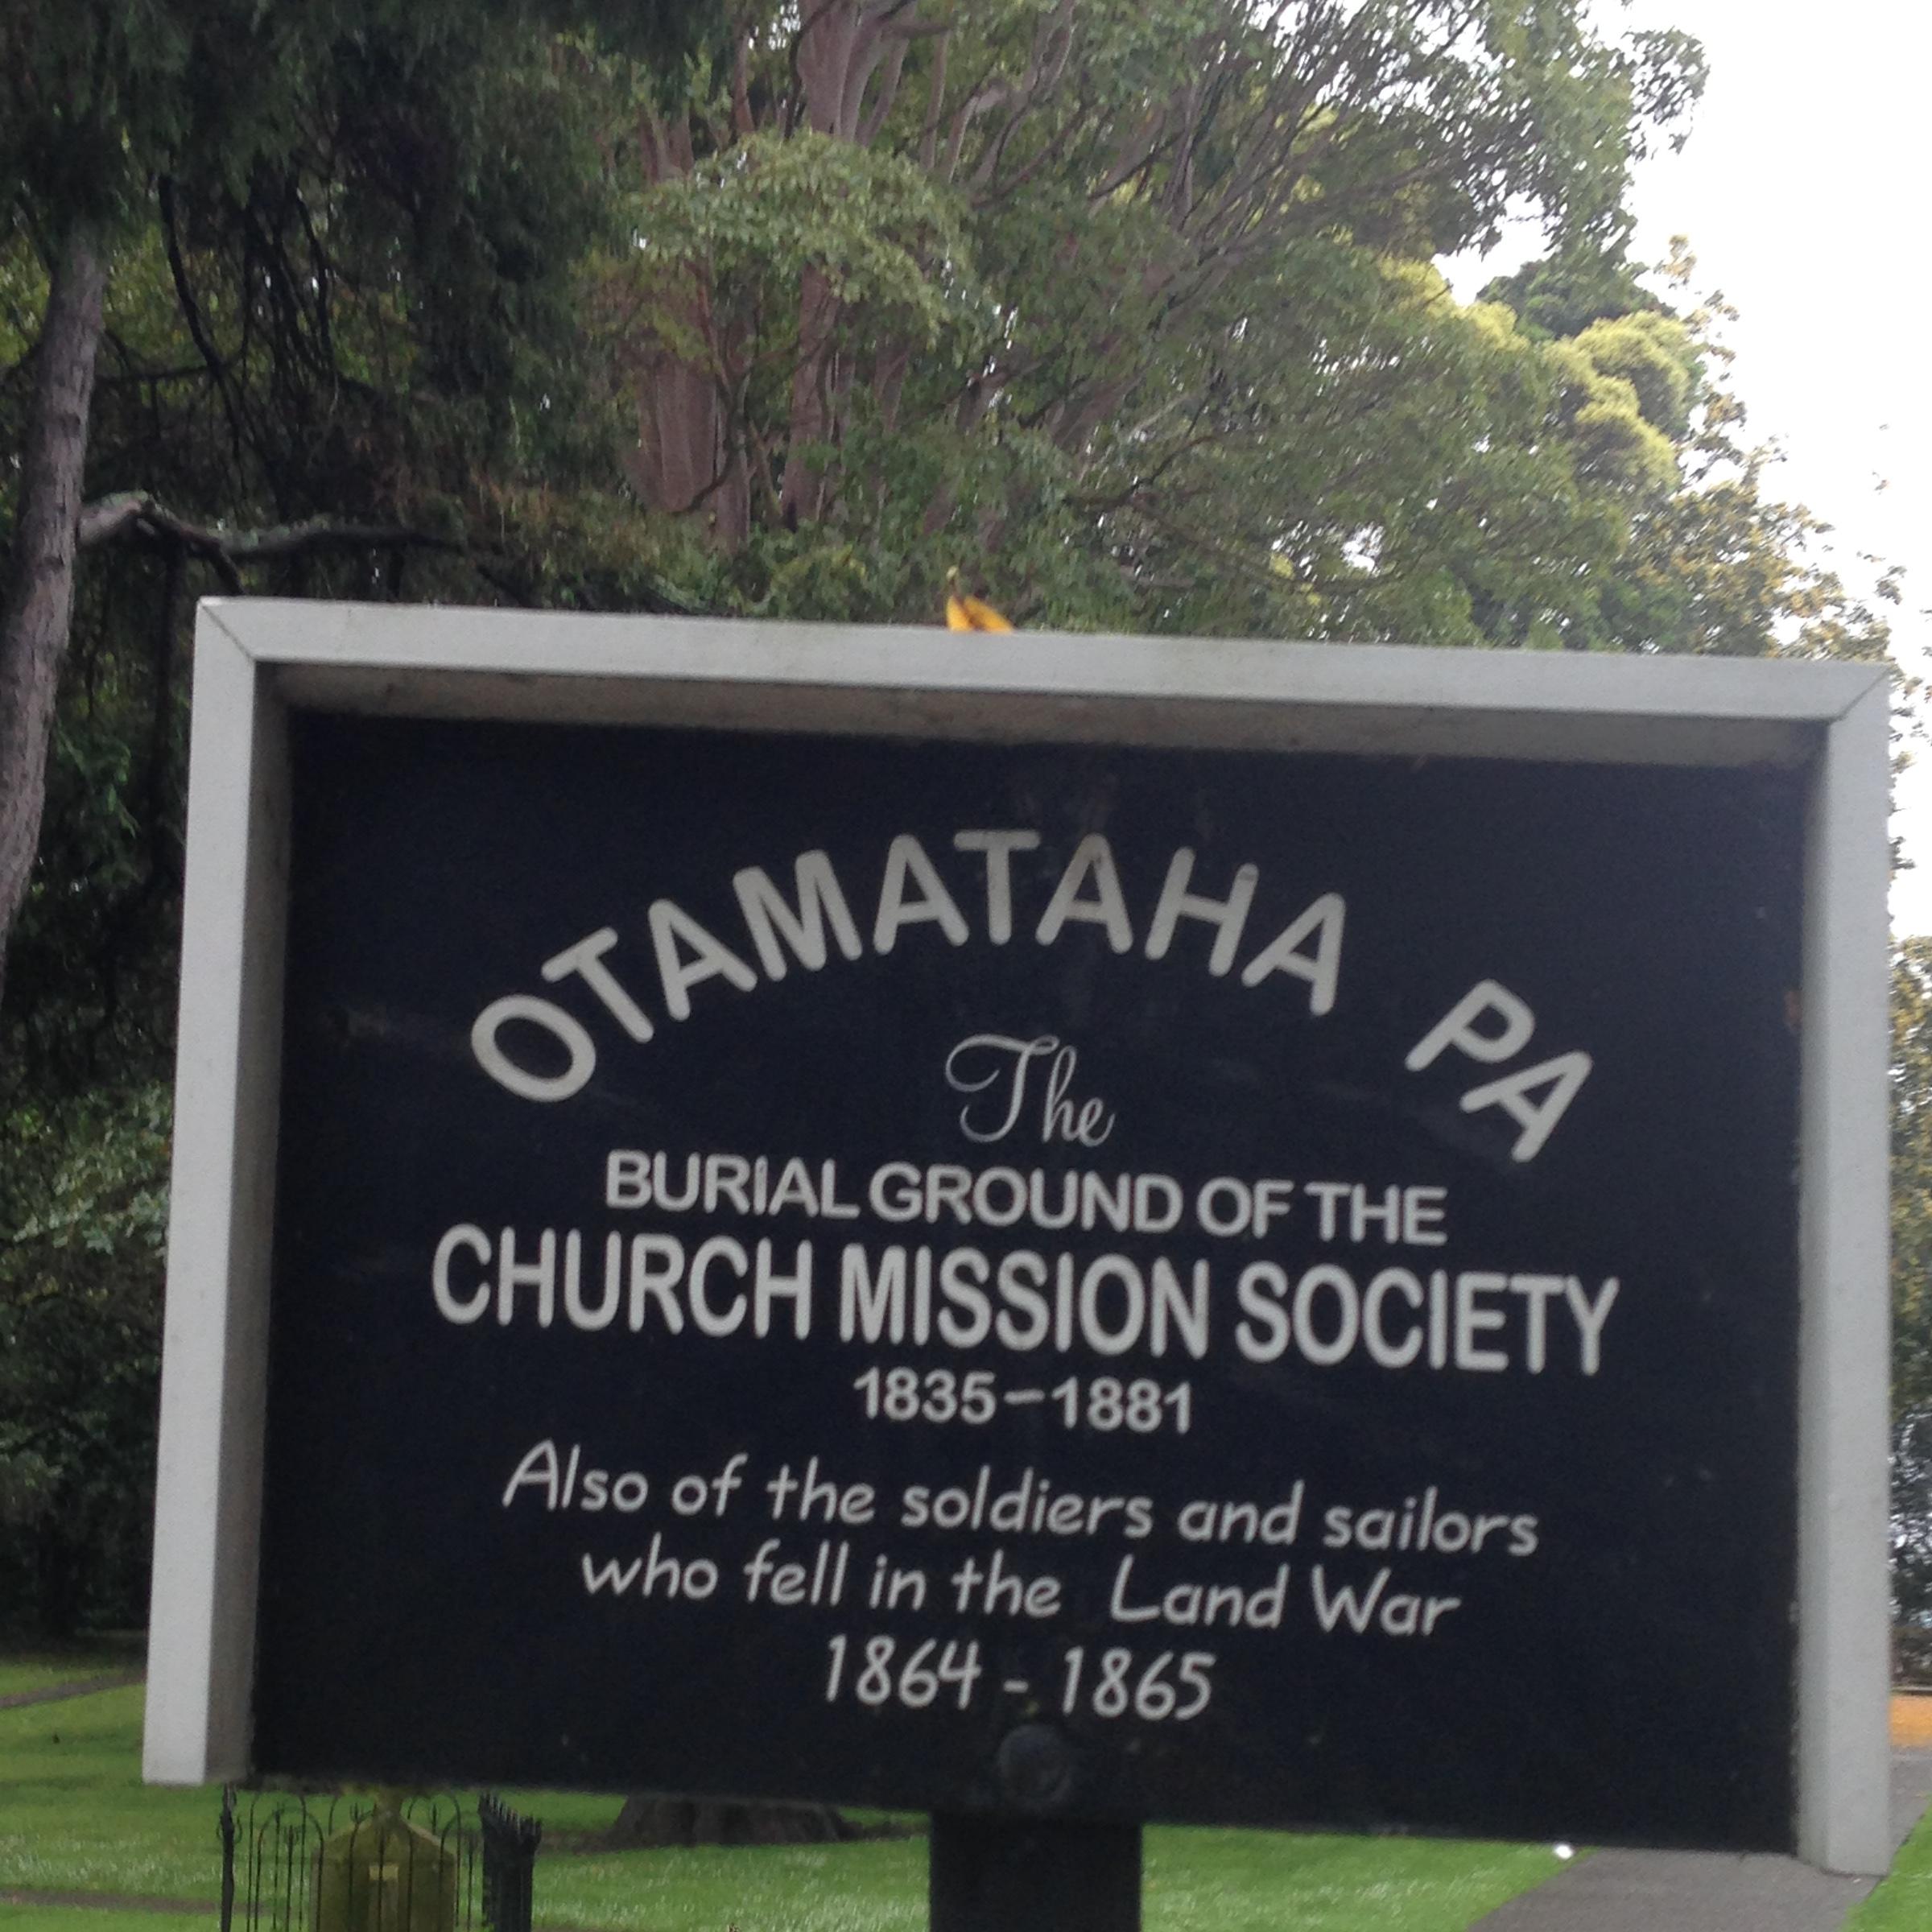 OTAMATAHA PA
The
BURIAL GROUND OF THE
CHURCH MISSION SOCIETY
1835-1881
Also of the soldiers and sailors
who fell in the Land War
1864 - 1865